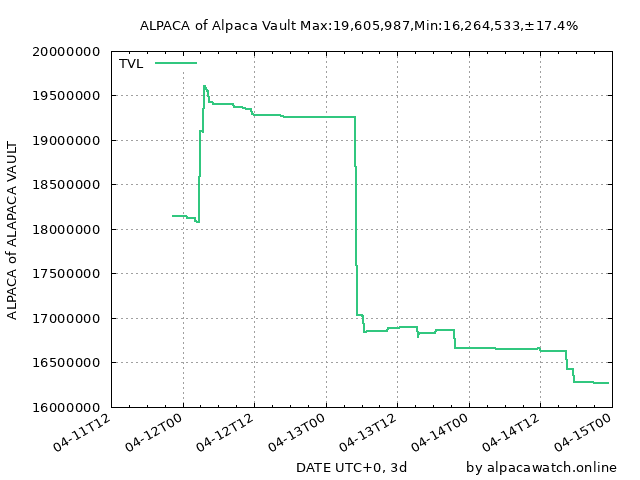 ALPACA of Alpaca Vault Max:19,605,987,Min:16,264,533,±17.4%
20000000
TVL
19500000
19000000
18500000
18000000
17500000
17000000
16500000
16000000
ALPACA of ALAPACA VAULT
04-11T12
04-12T00
04-12T12
04-13T00
04-13T12
04-14T00
04-14T12
04-15T00
DATE UTC+0, 3d
by alpacawatch.online